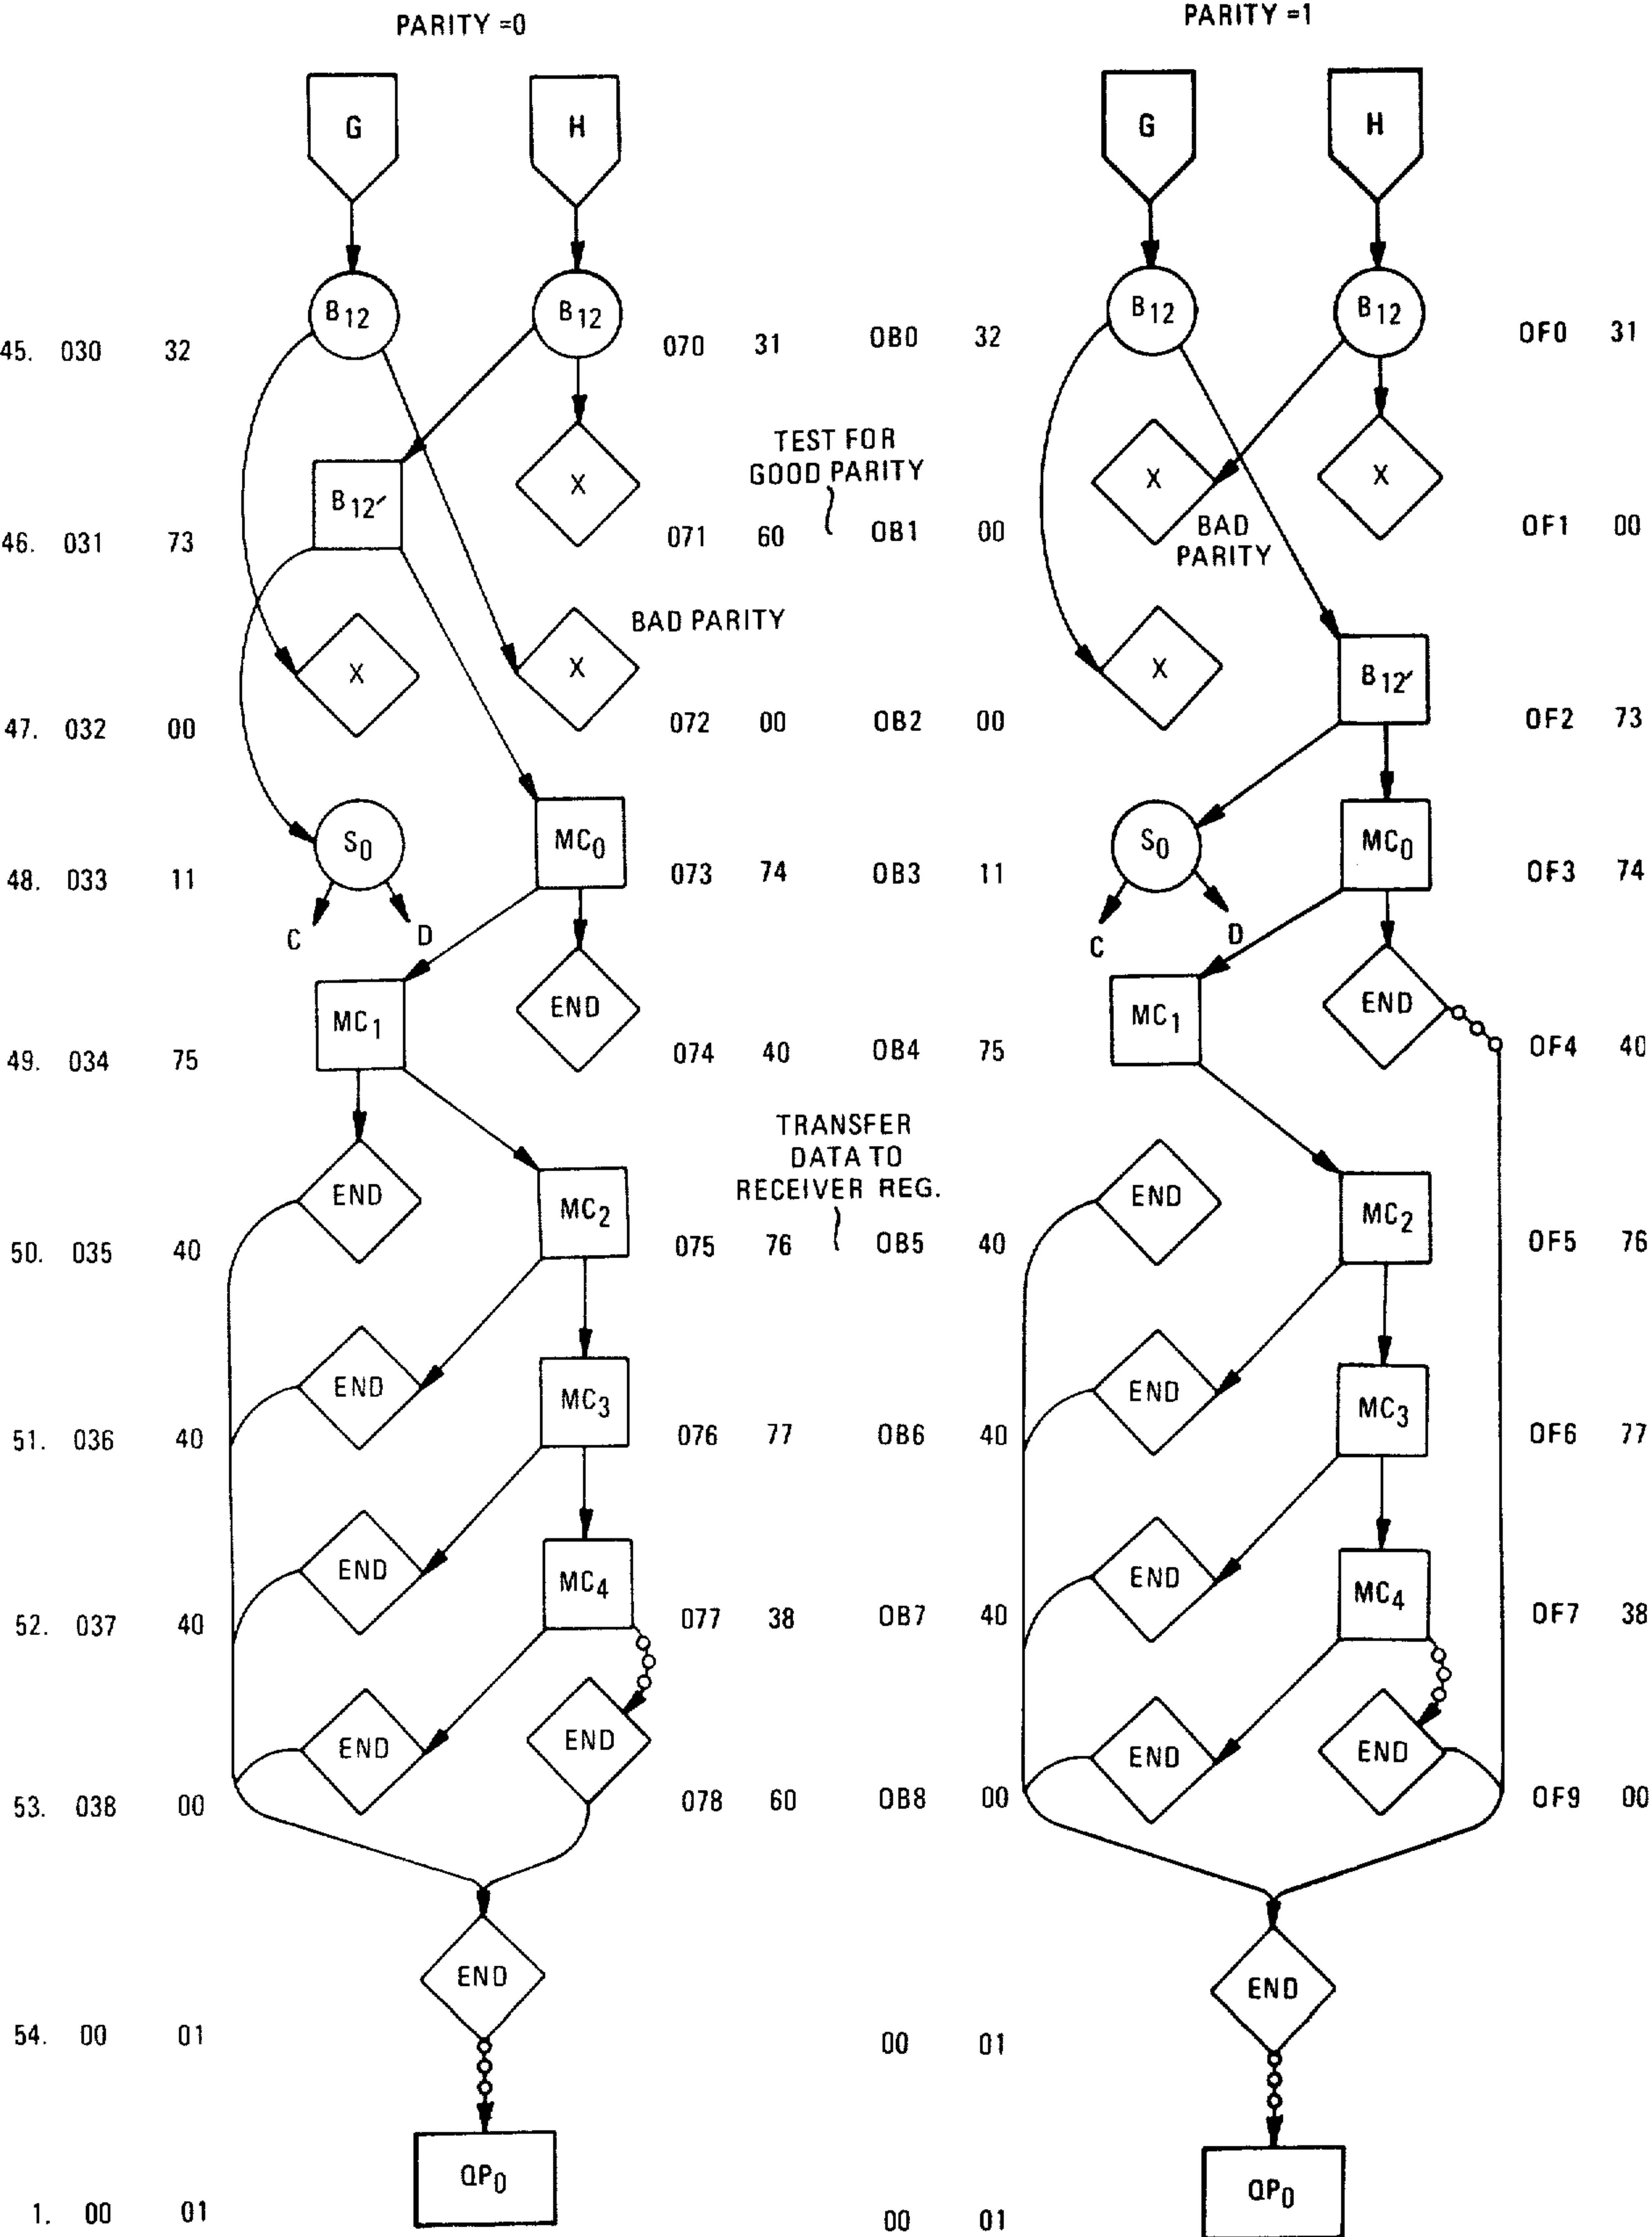 PARITY =0
PARITY =1
G
H
G
H
B12
B12
B12
B12
45. 030 32
070 31
0B0 32
0F0 31
TEST FOR
GOOD PARITY
B12′
X
X
X
46. 031 73
071 60
0B1 00
BAD
PARITY
0F1 00
BAD PARITY
X
X
X
B12′
47. 032 00
072 00
0B2 00
0F2 73
S0
MC0
S0
MC0
48. 033 11
073 74
0B3 11
0F3 74
C
D
C
D
MC1
END
MC1
END
49. 034 75
074 40
0B4 75
0F4 40
TRANSFER
DATA TO
RECEIVER REG.
END
MC2
END
MC2
50. 035 40
075 76
0B5 40
0F5 76
END
MC3
END
MC3
51. 036 40
076 77
0B6 40
0F6 77
END
MC4
END
MC4
52. 037 40
077 38
0B7 40
0F7 38
END
END
END
END
53. 038 00
078 60
0B8 00
0F9 00
END
END
54. 00 01
00 01
QP0
QP0
1. 00 01
00 01